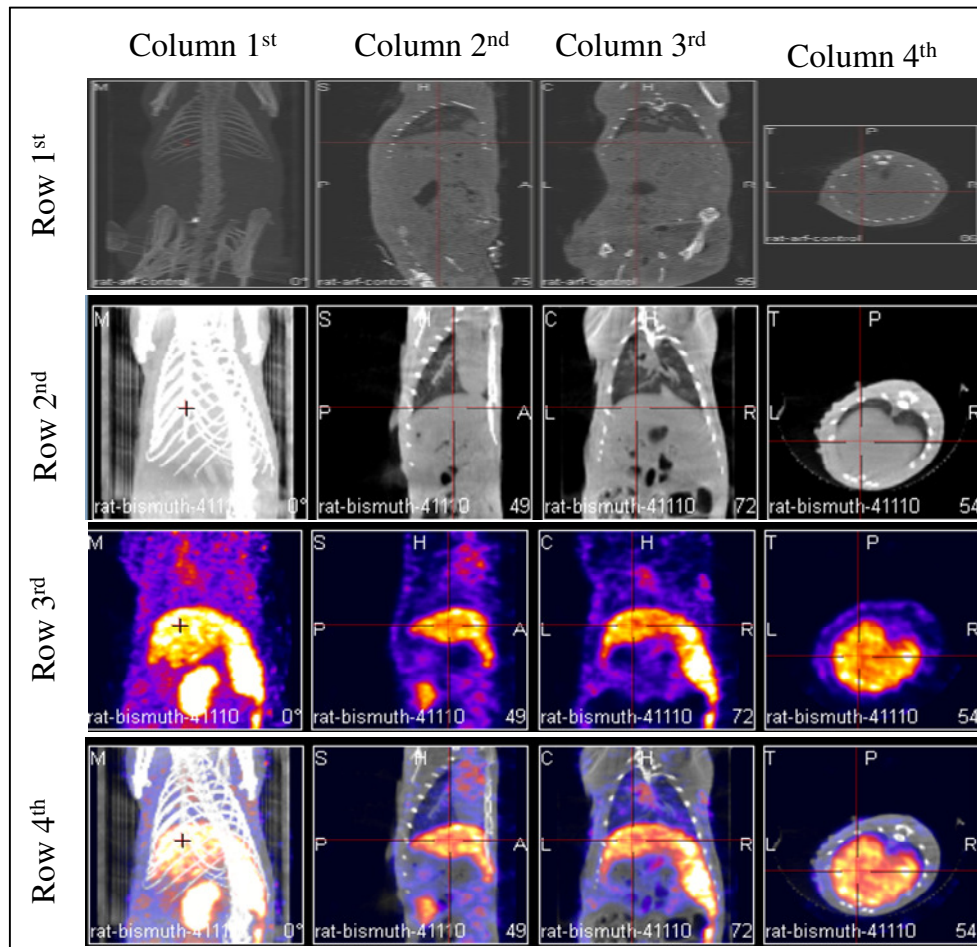 Column 1st Column 2nd Column 3rd Column 4th
Row 1st
M S H C H
P A L R
T P
L R
rat-arf-control 0° rat-arf-control 75 rat-arf-control 95
rat-arf-control
Row 2nd
M S H C H T P
P A L R L R
rat-bismuth-41110 0° rat-bismuth-41110 49 rat-bismuth-41110 72 rat-bismuth-41110 54
Row 3rd
M S H C H T P
P A L R L R
rat-bismuth-41110 0° rat-bismuth-41110 49 rat-bismuth-41110 72 rat-bismuth-41110 54
Row 4th
M S H C H T P
P A L R L R
rat-bismuth-41110 0° rat-bismuth-41110 49 rat-bismuth-41110 72 rat-bismuth-41110 54